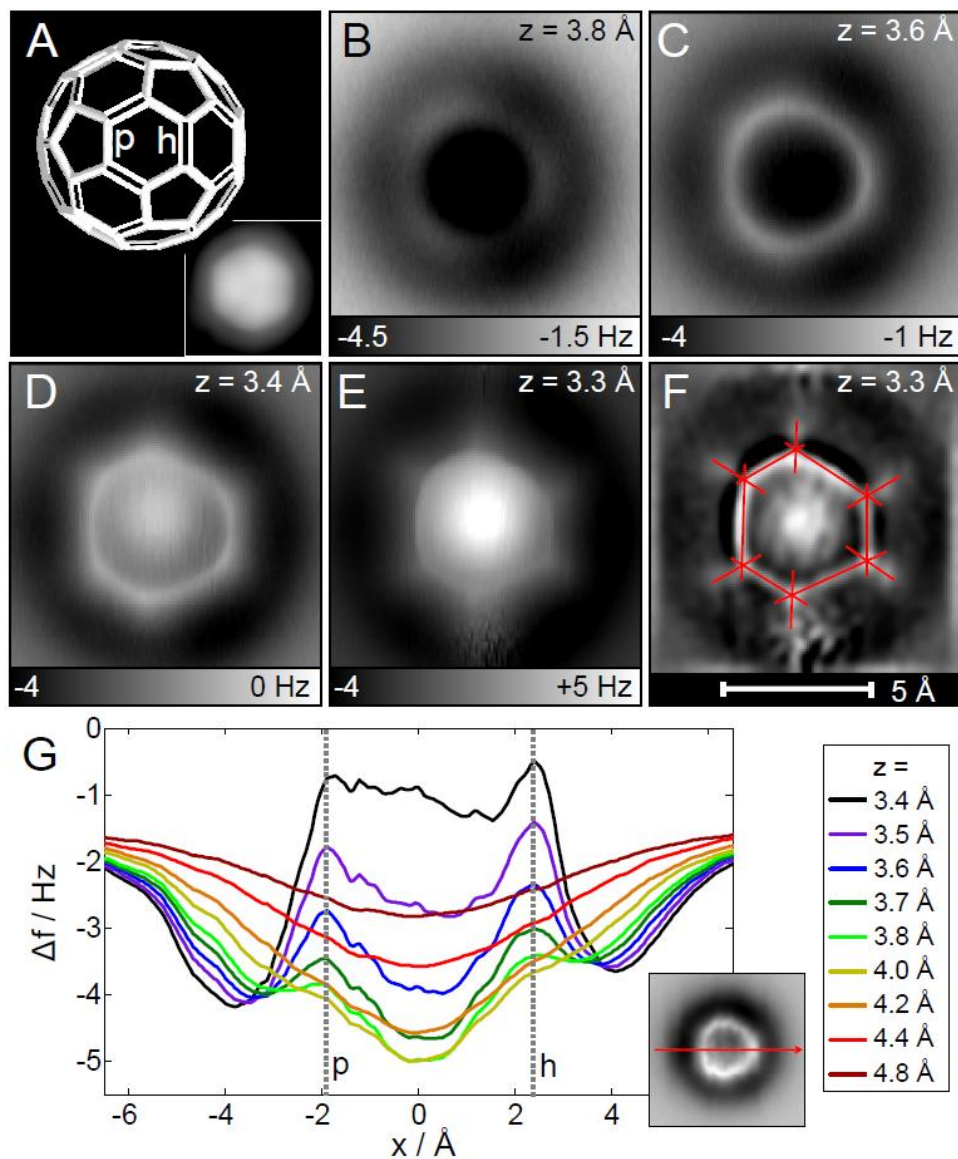 A
p h
B
z = 3.8 Å
-4.5 -1.5 Hz
C
z = 3.6 Å
-4 -1 Hz
D
z = 3.4 Å
-4 0 Hz
E
z = 3.3 Å
-4 +5 Hz
F
z = 3.3 Å
5 Å
G
0
-1
-2
-3
-4
-5
Δf / Hz
p
h
-6 -4 -2 0 2 4
x / Å
z =
3.4 Å
3.5 Å
3.6 Å
3.7 Å
3.8 Å
4.0 Å
4.2 Å
4.4 Å
4.8 Å